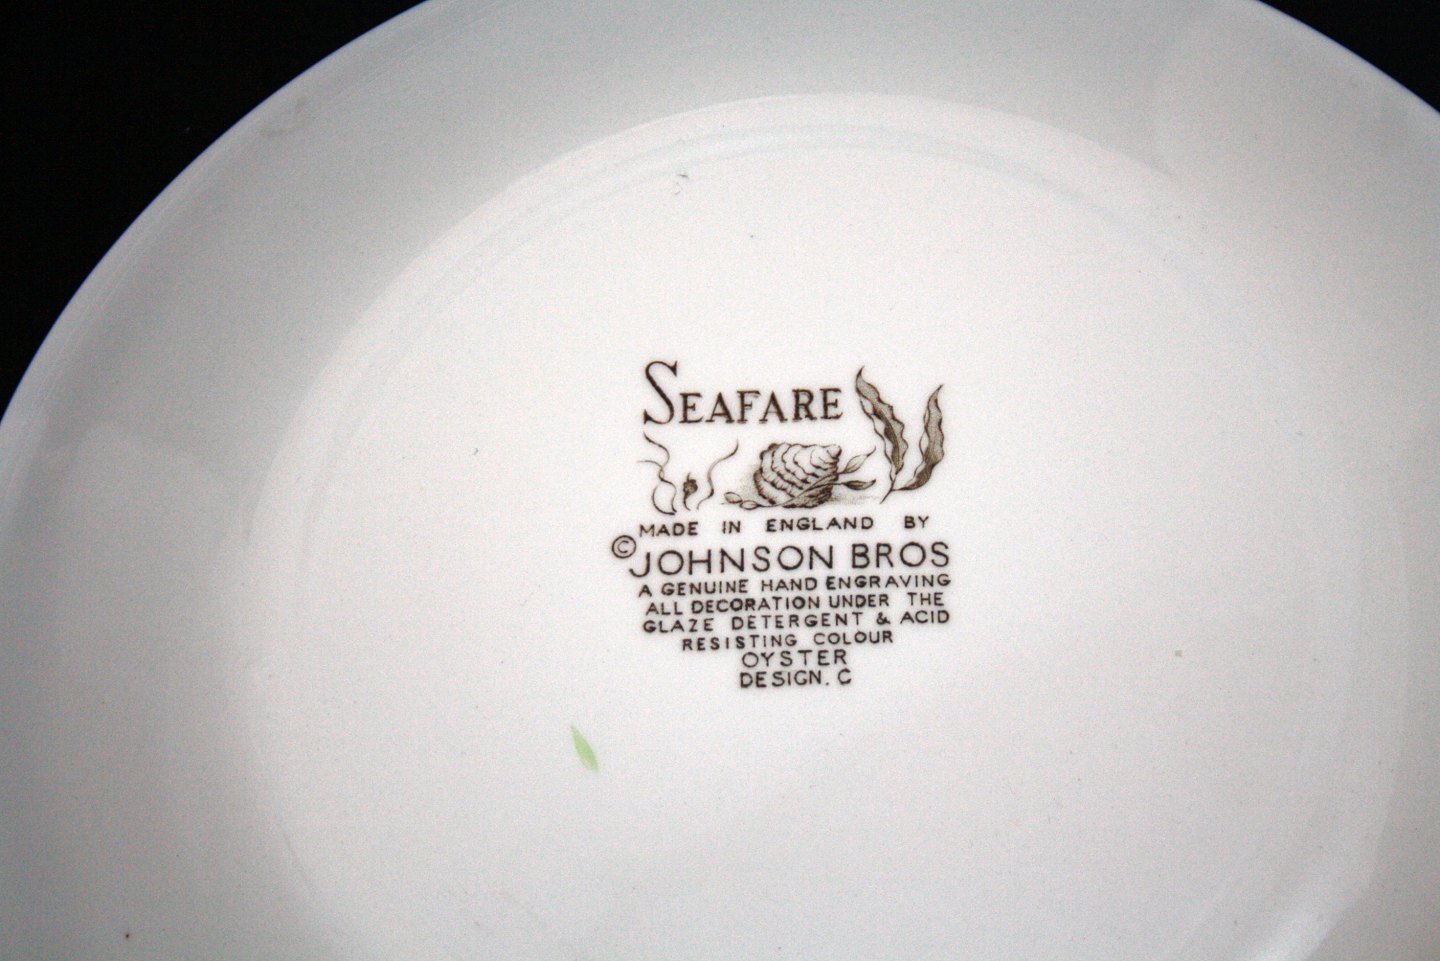 SEAFARE
MADE IN ENGLAND BY
© JOHNSON BROS
A GENUINE HAND ENGRAVING
ALL DECORATION UNDER THE
GLAZE DETERGENT & ACID
RESISTING COLOUR
OYSTER
DESIGN. C